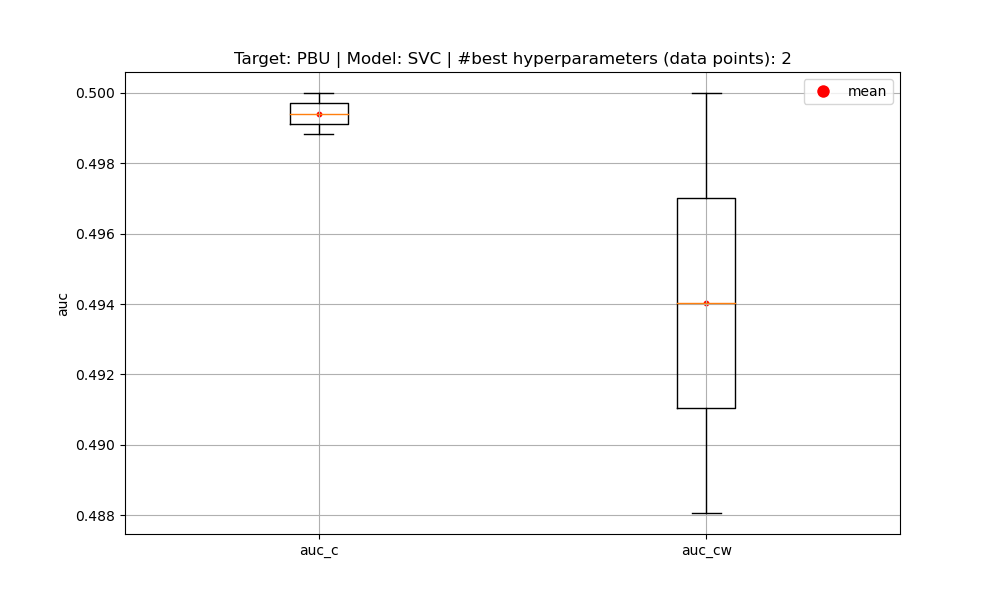 Target: PBU | Model: SVC | #best hyperparameters (data points): 2
mean
0.500
0.498
0.496
0.494
0.492
0.490
0.488
auc
auc_c
auc_cw